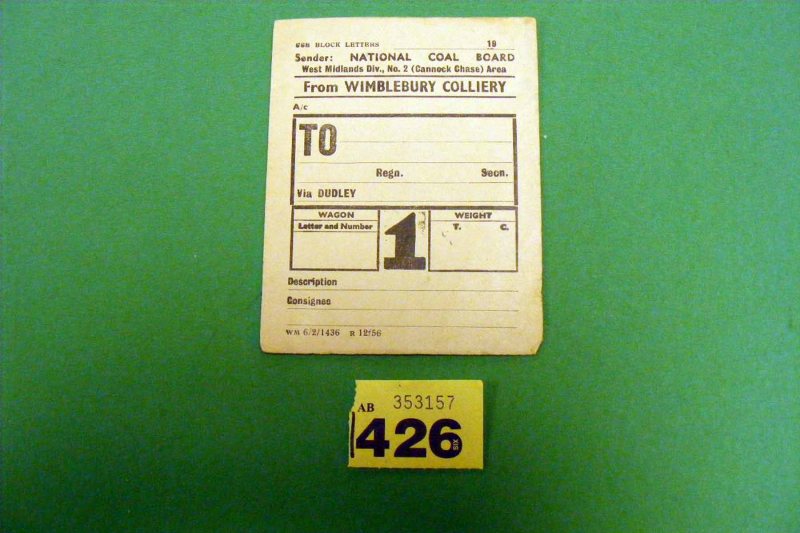 USE BLOCK LETTERS 19
Sender: NATIONAL COAL BOARD
West Midlands Div., No. 2 (Cannock Chase) Area
From WIMBLEBURY COLLIERY
A/c
TO
Regn. Secn.
Via DUDLEY
WAGON
Letter and Number
1
WEIGHT
T. C.
Description
Consignee
WM 6/2/1436 R 12/56
AB 353157
426 SIX